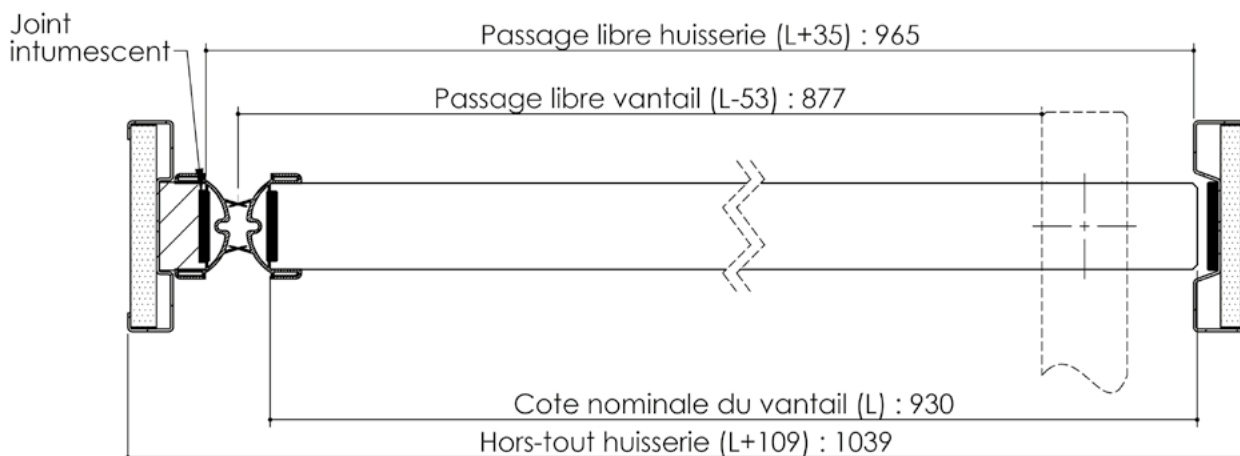 Joint
intumescent
Passage libre huisserie (L+35) : 965
Passage libre vantail (L-53) : 877
Cote nominale du vantail (L) : 930
Hors-tout huisserie (L+109) : 1039